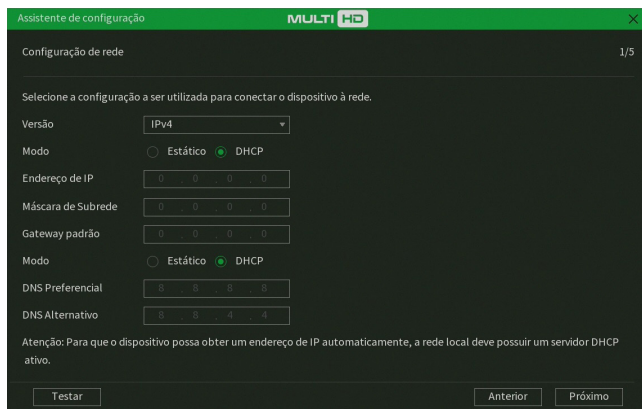 Assistente de configuração MULTI HD
Configuração de rede 1/5
Selecione a configuração a ser utilizada para conectar o dispositivo à rede.
Versão IPv4
Modo Estático DHCP
Endereço de IP 0 . 0 . 0 . 0
Máscara de Subrede 0 . 0 . 0 . 0
Gateway padrão 0 . 0 . 0 . 0
Modo Estático DHCP
DNS Preferencial 8 . 8 . 8 . 8
DNS Alternativo 8 . 8 . 4 . 4
Atenção: Para que o dispositivo possa obter um endereço de IP automaticamente, a rede local deve possuir um servidor DHCP
ativo.
Testar Anterior Próximo